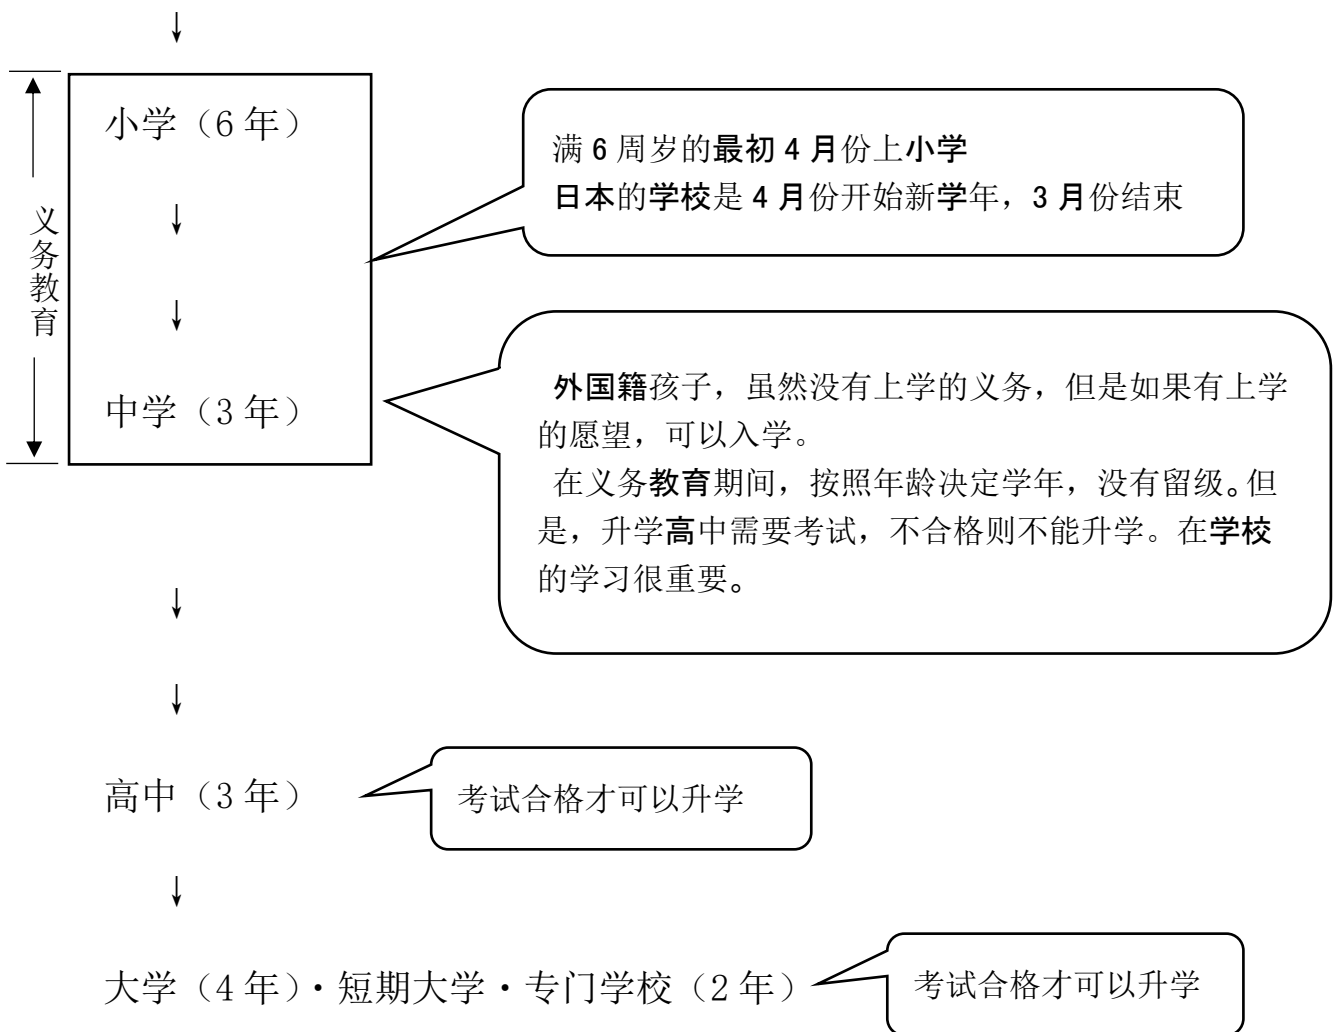 ↓
小学（6 年）
满 6 周岁的最初 4 月份上小学
日本的学校是 4 月份开始新学年，3 月份结束
↓
义务教育
↓
中学（3 年）
外国籍孩子，虽然没有上学的义务，但是如果有上学
的愿望，可以入学。
在义务教育期间，按照年龄决定学年，没有留级。但
是，升学高中需要考试，不合格则不能升学。在学校
的学习很重要。
↓
↓
高中（3 年）
考试合格才可以升学
↓
大学（4 年）・短期大学・专门学校（2 年）
考试合格才可以升学